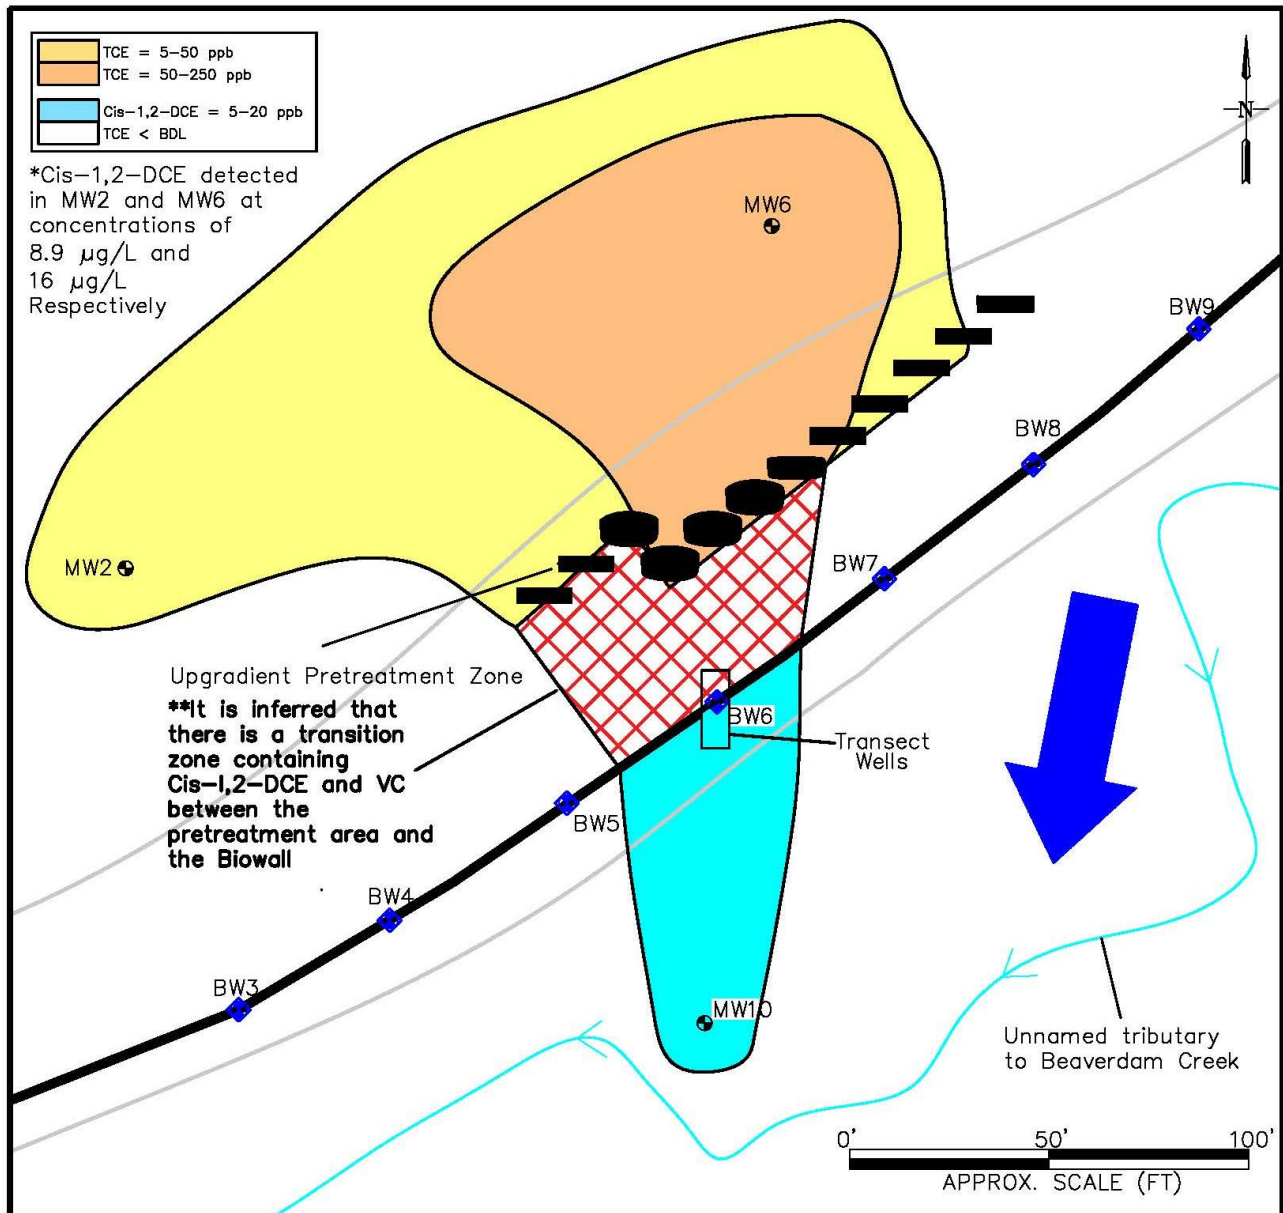 TCE = 5-50 ppb
TCE = 50-250 ppb
Cis-1,2-DCE = 5-20 ppb
TCE < BDL
*Cis-1,2-DCE detected
in MW2 and MW6 at
concentrations of
8.9 µg/L and
16 µg/L
Respectively
N
MW6
BW9
BW8
MW2
BW7
Upgradient Pretreatment Zone
**It is inferred that
there is a transition
zone containing
Cis-1,2-DCE and VC
between the
pretreatment area and
the Biowall
BW6
Transect
Wells
BW5
BW4
BW3
MW10
Unnamed tributary
to Beaverdam Creek
0' 50' 100'
APPROX. SCALE (FT)